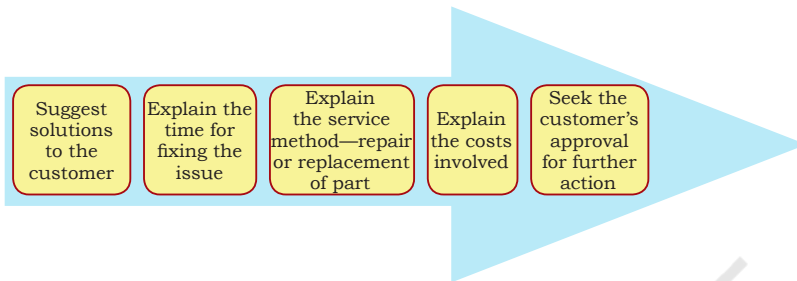 Suggest
solutions
to the
customer
Explain the
time for
fixing the
issue
Explain
the service
method—repair
or replacement
of part
Explain
the costs
involved
Seek the
customer's
approval
for further
action